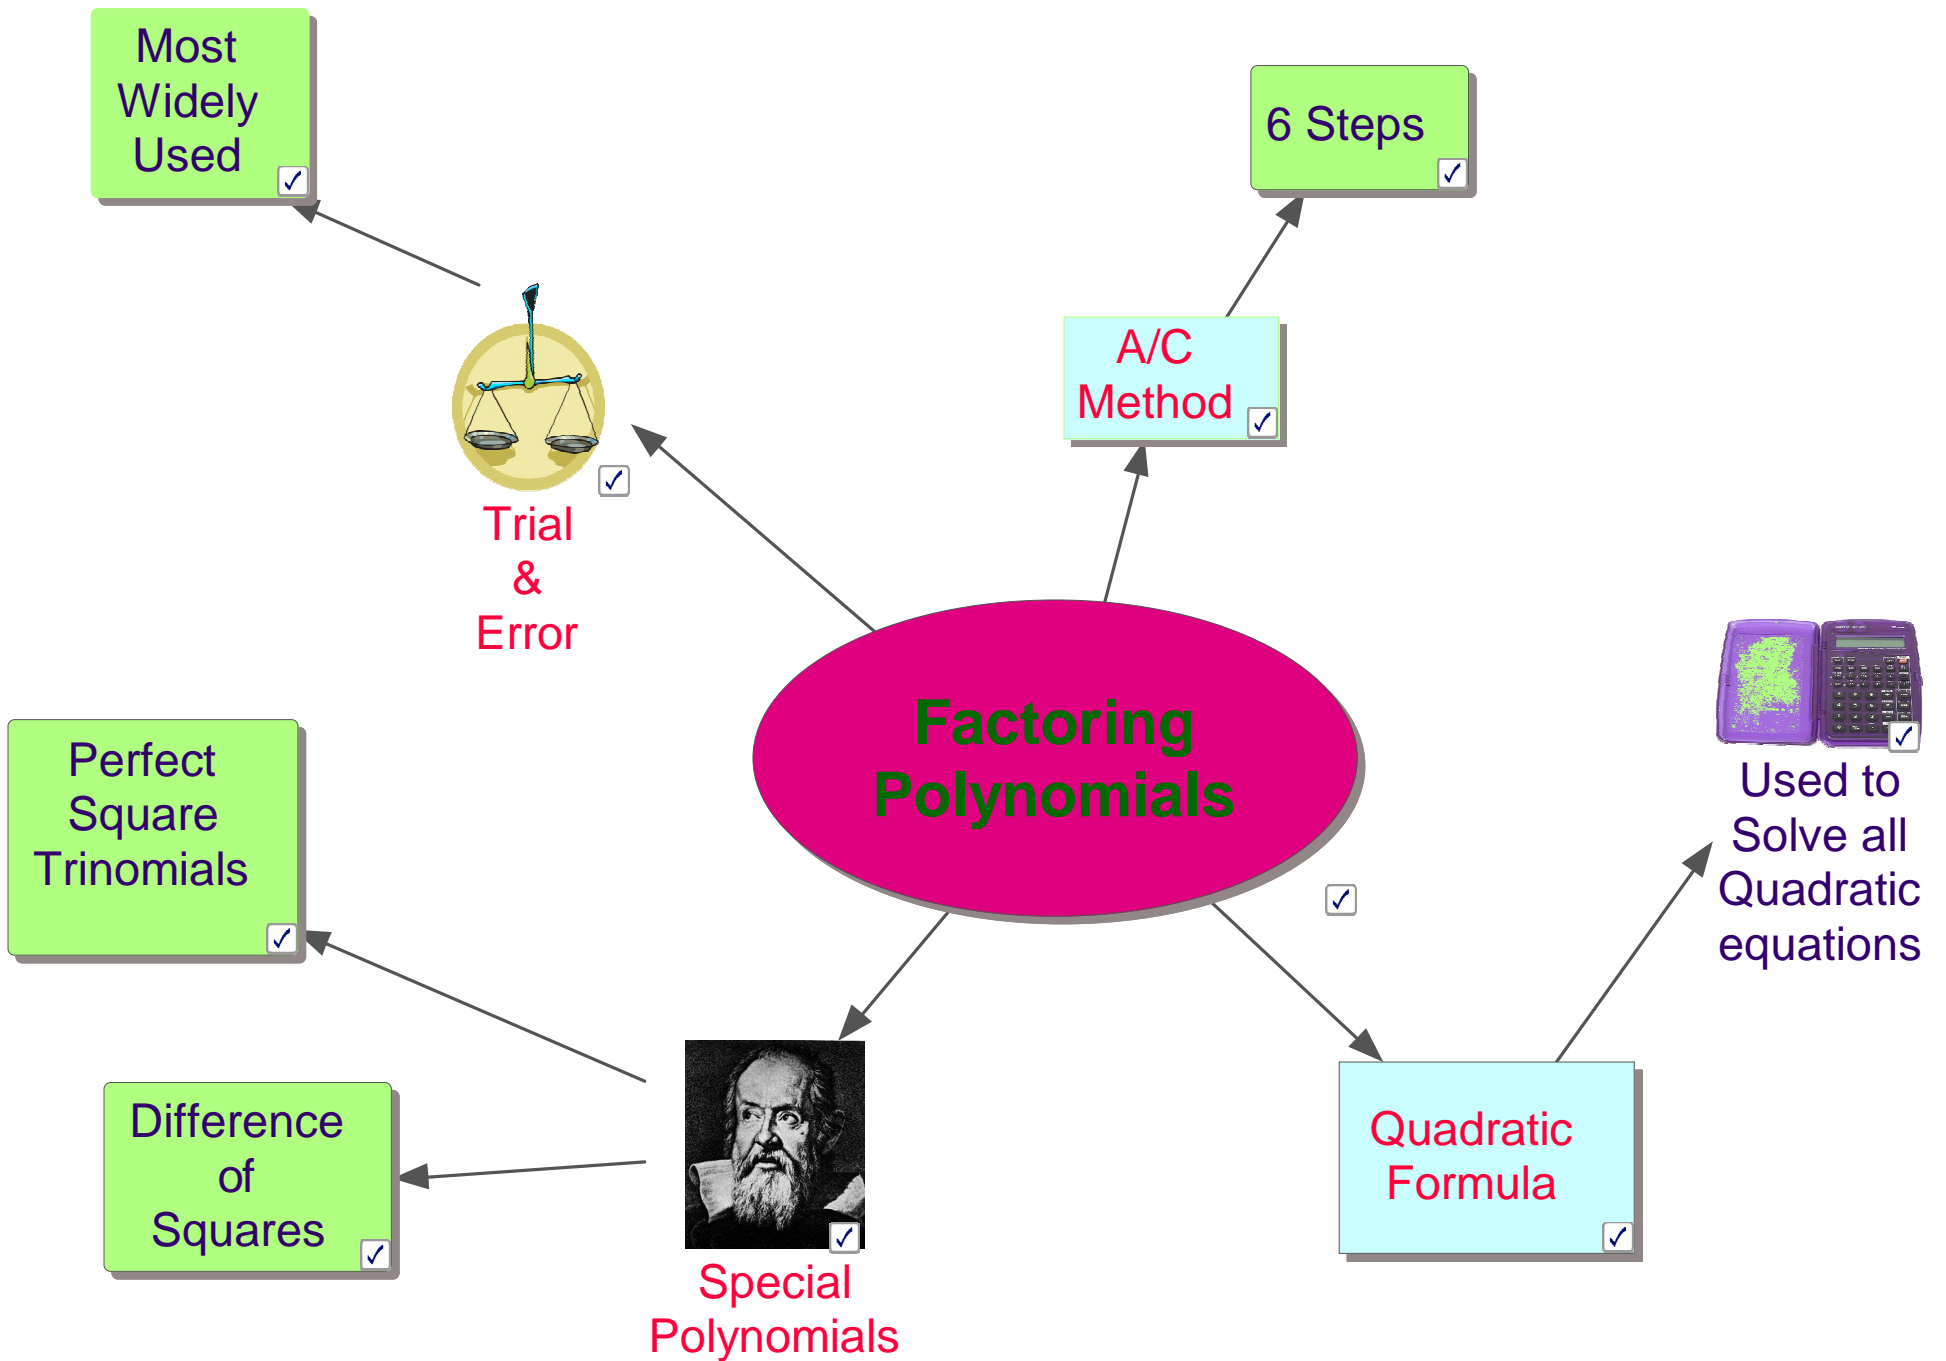 Most
Widely
Used
6 Steps
A/C
Method
Trial
&
Error
Factoring
Polynomials
Perfect
Square
Trinomials
Used to
Solve all
Quadratic
equations
Difference
of
Squares
Quadratic
Formula
Special
Polynomials